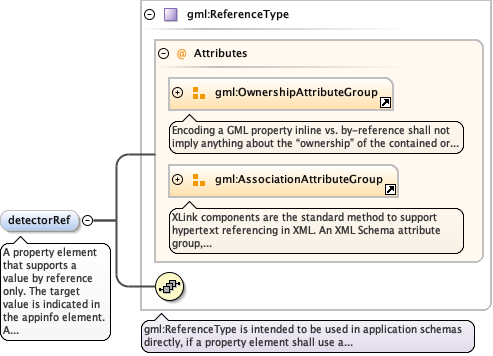 gml:ReferenceType
@ Attributes
gml:OwnershipAttributeGroup
Encoding a GML property inline vs. by-reference shall not
imply anything about the “ownership” of the contained or...
gml:AssociationAttributeGroup
XLink components are the standard method to support
hypertext referencing in XML. An XML Schema attribute
group,...
detectorRef
A property element
that supports a
value by reference
only. The target
value is indicated in
the appinfo element.
A...
gml:ReferenceType is intended to be used in application schemas
directly, if a property element shall use a...